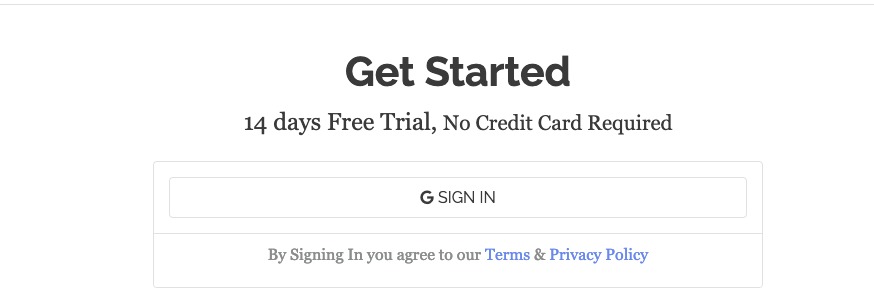 Get Started
14 days Free Trial, No Credit Card Required
G SIGN IN
By Signing In you agree to our Terms & Privacy Policy